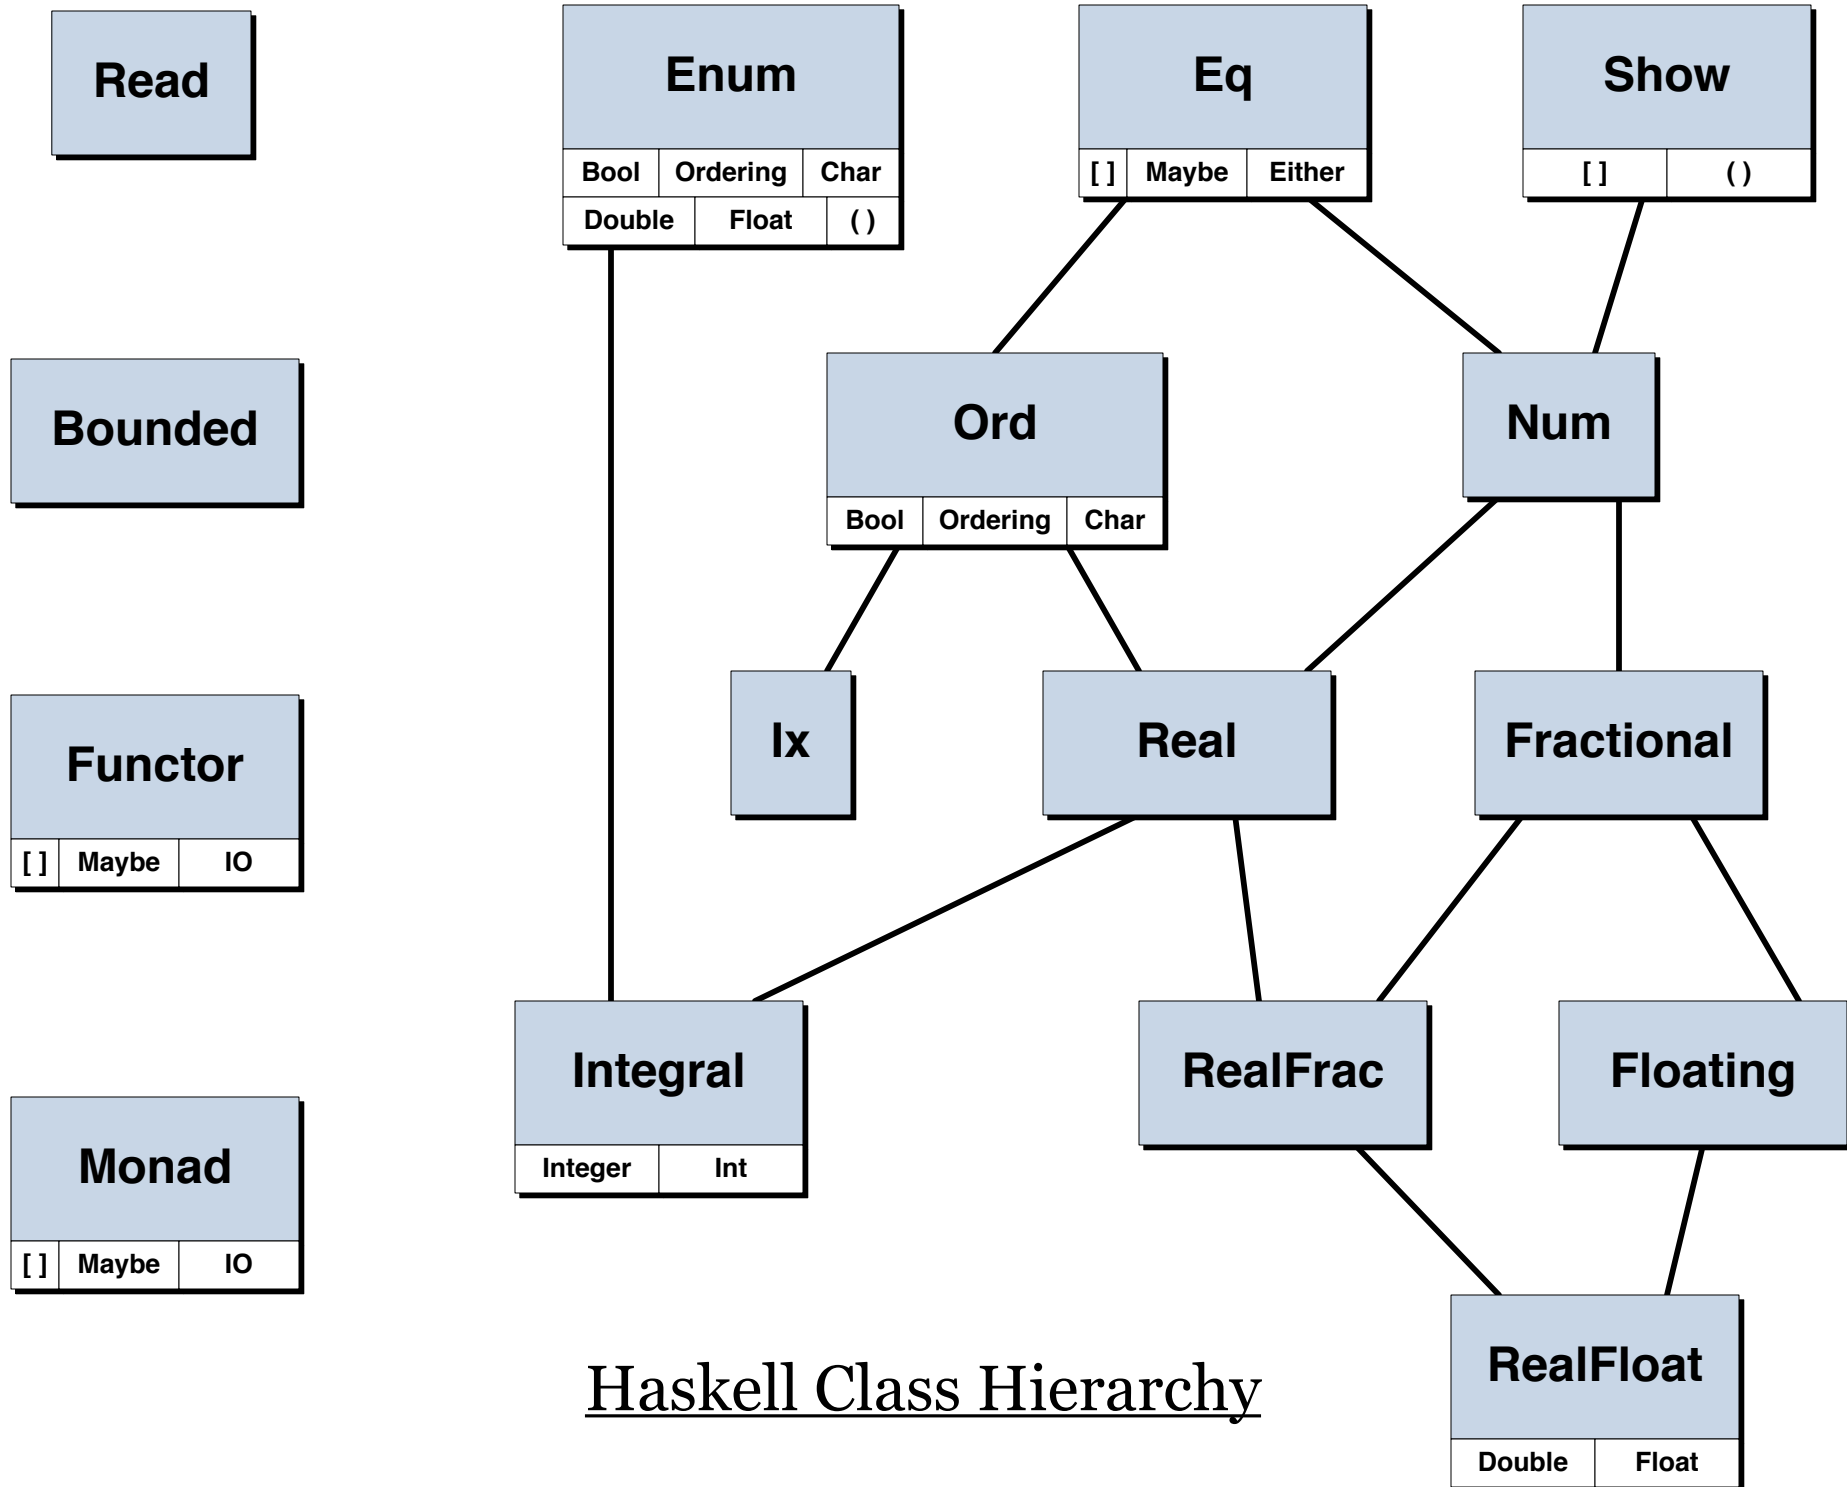 Read
Enum
Eq
Show
Bool Ordering Char
[ ] Maybe Either
[ ] ( )
Double Float ( )
Bounded
Ord
Num
Bool Ordering Char
Functor
Ix
Real
Fractional
[ ] Maybe IO
Integral
RealFrac
Floating
Integer Int
Monad
[ ] Maybe IO
RealFloat
Double Float
Haskell Class Hierarchy